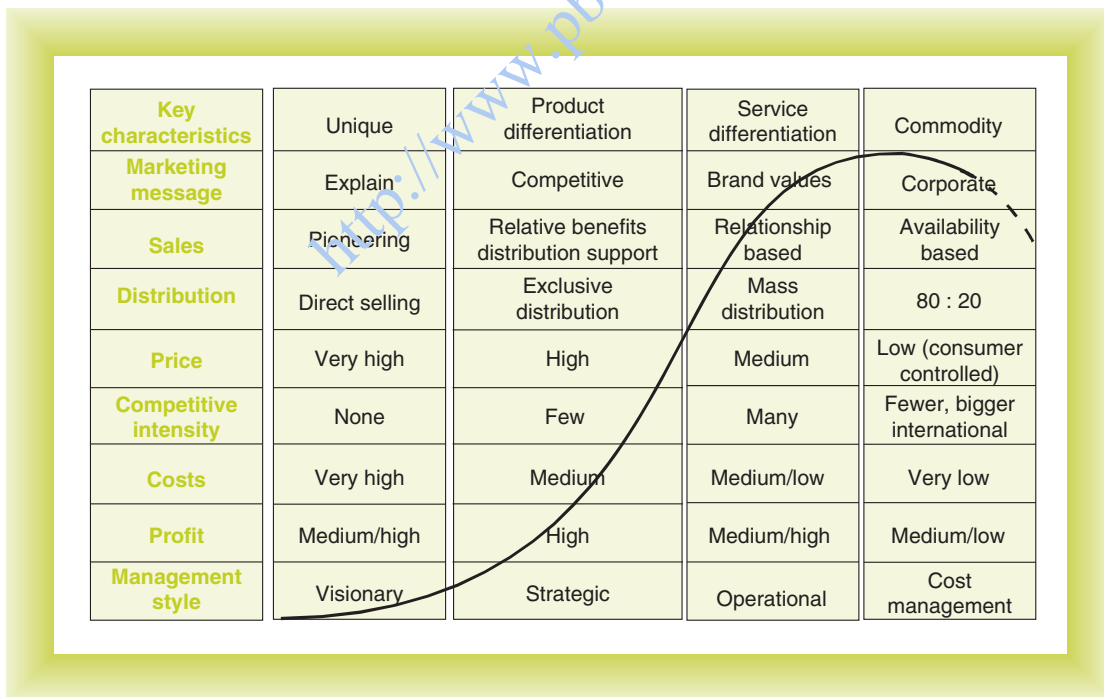 http://www.pb
Key characteristics Unique Product differentiation Service differentiation Commodity
Marketing message Explain Competitive Brand values Corporate
Sales Pioneering Relative benefits distribution support Relationship based Availability based
Distribution Direct selling Exclusive distribution Mass distribution 80 : 20
Price Very high High Medium Low (consumer controlled)
Competitive intensity None Few Many Fewer, bigger international
Costs Very high Medium Medium/low Very low
Profit Medium/high High Medium/high Medium/low
Management style Visionary Strategic Operational Cost management